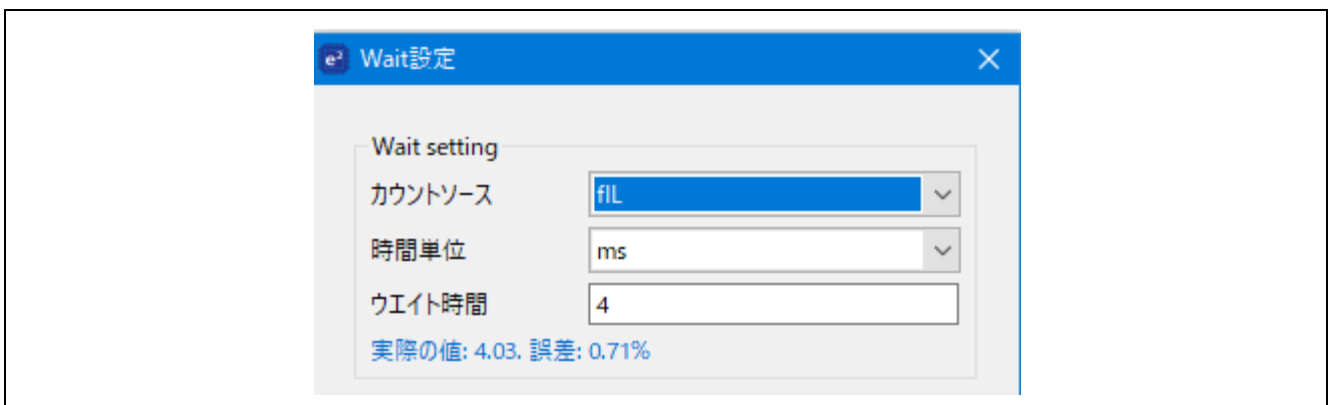 e² Wait設定
Wait setting
カウントソース fIL
時間単位 ms
ウエイト時間 4
実際の値: 4.03. 誤差: 0.71%